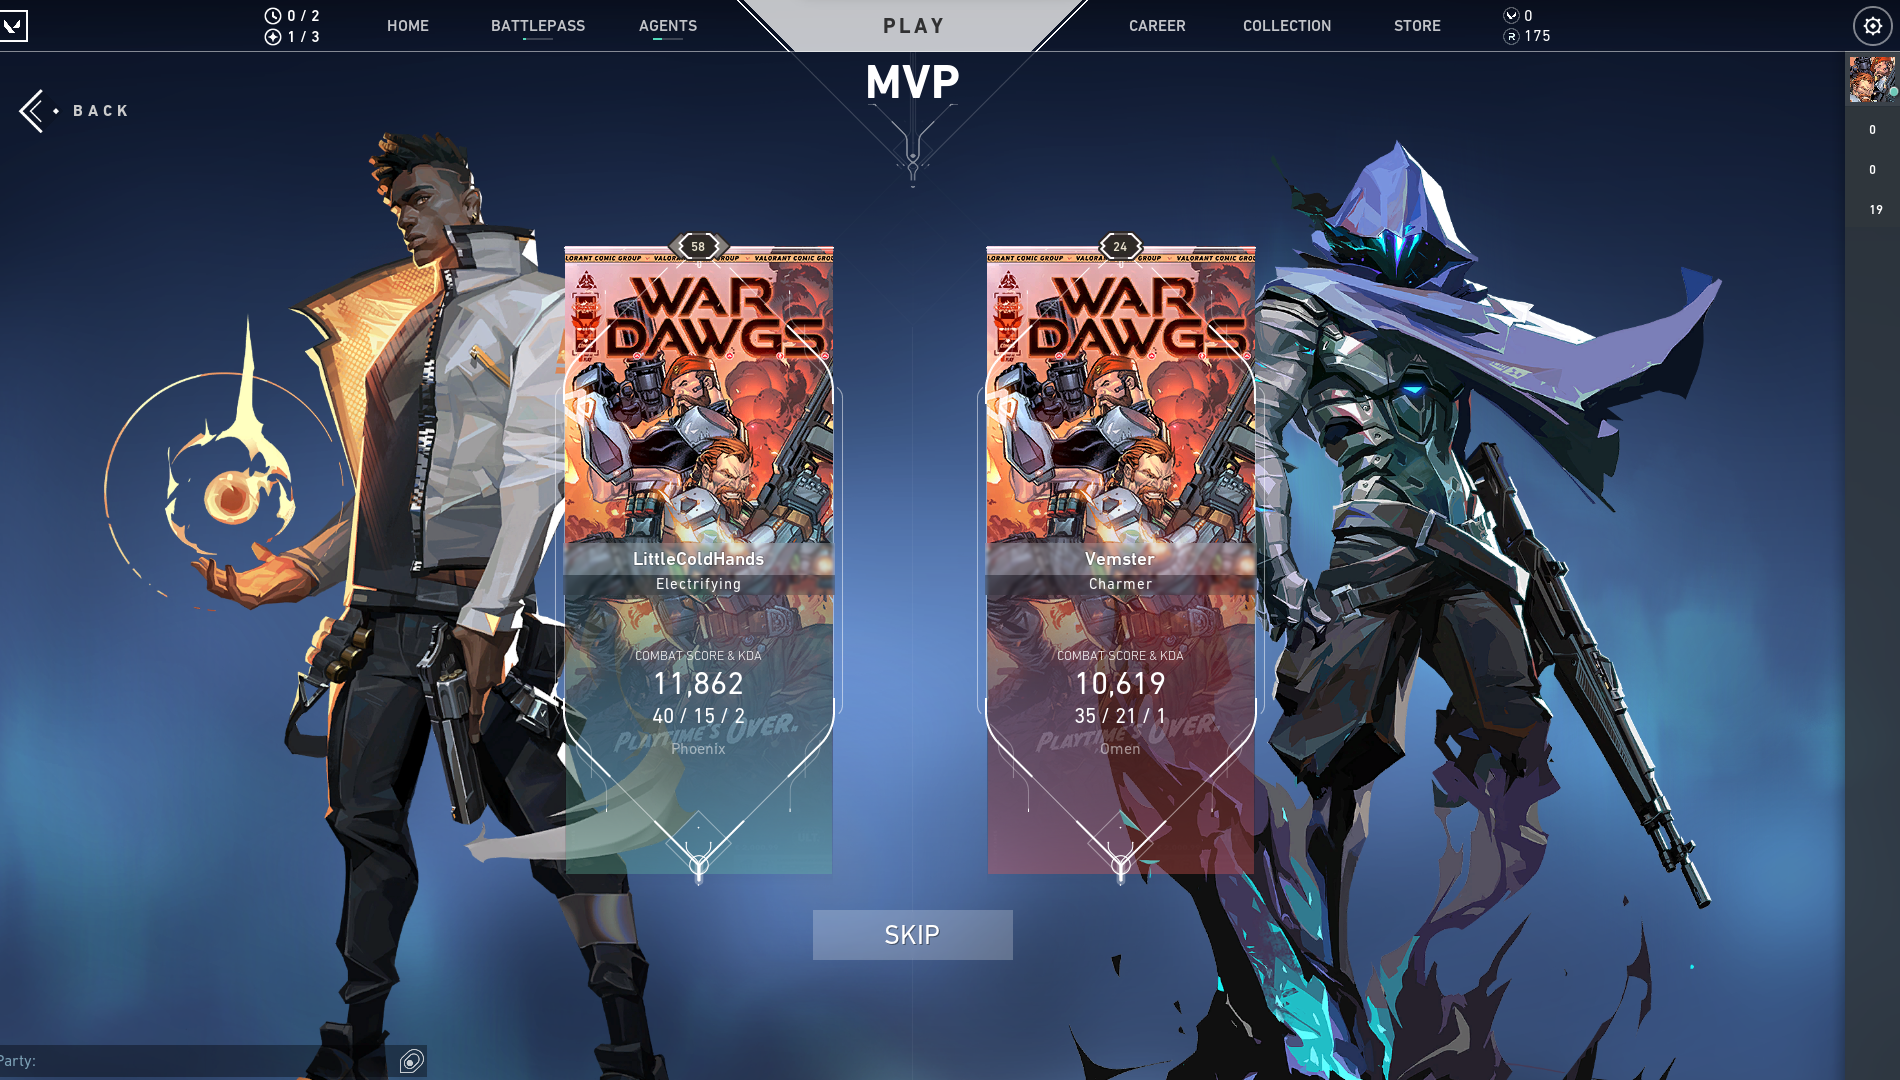 0 / 2
1 / 3
HOME
BATTLEPASS
AGENTS
PLAY
CAREER
COLLECTION
STORE
0
175
MVP
BACK
0
0
19
58
VALORANT COMIC GROUP
WAR
DAWGS
LittleColdHands
Electrifying
COMBAT SCORE & KDA
11,862
40 / 15 / 2
PLAYTIME'S OVER.
Phoenix
24
VALORANT COMIC GROUP
WAR
DAWGS
Vemster
Charmer
COMBAT SCORE & KDA
10,619
35 / 21 / 1
PLAYTIME'S OVER.
Omen
SKIP
Party: